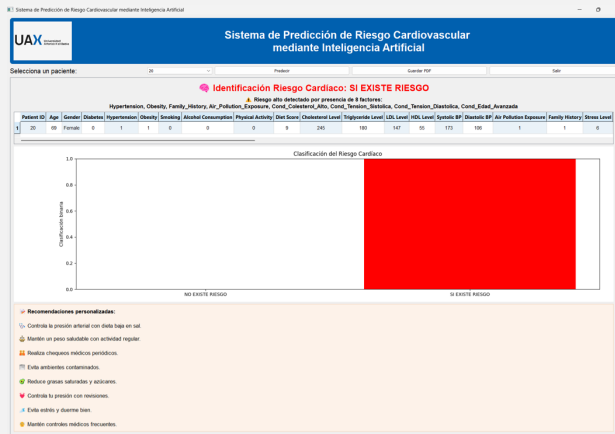 Sistema de Predicción de Riesgo Cardiovascular mediante Inteligencia Artificial
UAX
Sistema de Predicción de Riesgo Cardiovascular
mediante Inteligencia Artificial
Selecciona un paciente: 20 Predecir Guardar PDF Salir
Identificación Riesgo Cardíaco: SI EXISTE RIESGO
Riesgo alto detectado por presencia de 8 factores:
Hypertension, Obesity, Family_History, Air_Pollution_Exposure, Cond_Colesterol_Alto, Cond_Tension_Sistolica, Cond_Tension_Diastolica, Cond_Edad_Avanzada
Patient ID Age Gender Diabetes Hypertension Obesity Smoking Alcohol Consumption Physical Activity Diet Score Cholesterol Level Triglyceride Level LDL Level HDL Level Systolic BP Diastolic BP Air Pollution Exposure Family History Stress Level
1 20 69 Female 0 1 1 0 0 0 9 245 160 147 55 173 106 1 1 6
Clasificación del Riesgo Cardíaco
1.0
0.8
0.6
0.4
0.2
0.0
Clasificación binaria
NO EXISTE RIESGO SI EXISTE RIESGO
Recomendaciones personalizadas:
Controla la presión arterial con dieta baja en sal.
Mantén un peso saludable con actividad regular.
Realiza chequeos médicos periódicos.
Evita ambientes contaminados.
Reduce grasas saturadas y azúcares.
Controla tu presión con revisiones.
Evita estrés y duerme bien.
Mantén controles médicos frecuentes.